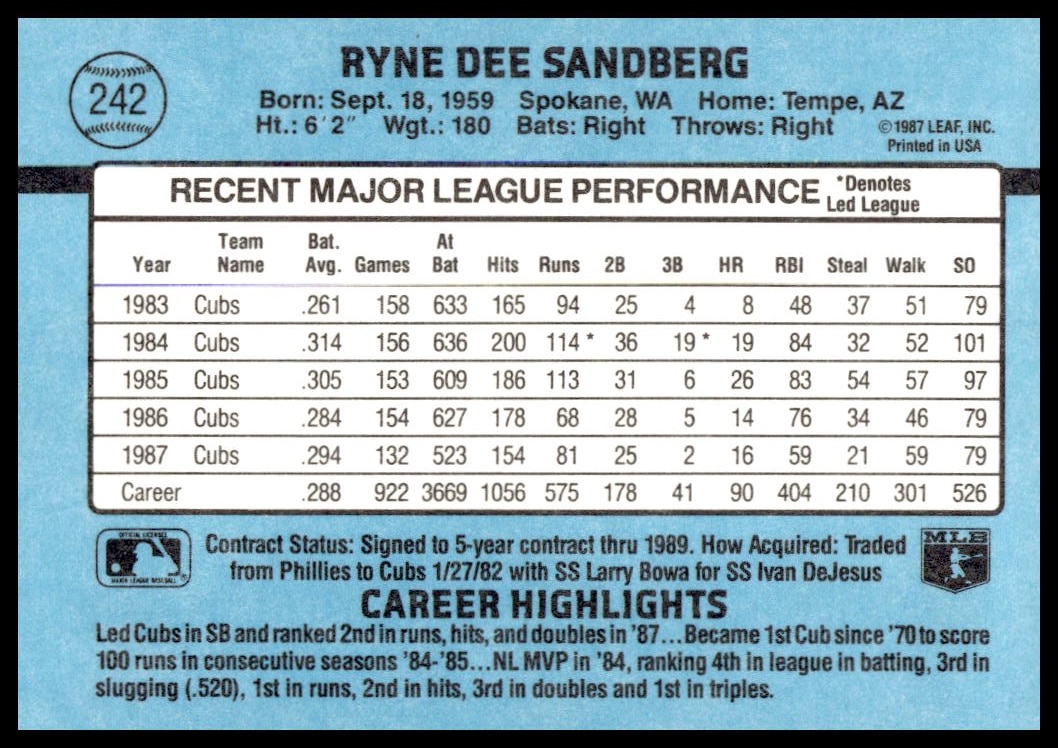 RYNE DEE SANDBERG
242
Born: Sept. 18, 1959 Spokane, WA Home: Tempe, AZ
Ht.: 6'2" Wgt.: 180 Bats: Right Throws: Right
©1987 LEAF, INC.
Printed in USA
RECENT MAJOR LEAGUE PERFORMANCE *Denotes Led League
Year Team Name Bat. Avg. Games At Bat Hits Runs 2B 3B HR RBI Steal Walk SO
1983 Cubs .261 158 633 165 94 25 4 8 48 37 51 79
1984 Cubs .314 156 636 200 114 * 36 19 * 19 84 32 52 101
1985 Cubs .305 153 609 186 113 31 6 26 83 54 57 97
1986 Cubs .284 154 627 178 68 28 5 14 76 34 46 79
1987 Cubs .294 132 523 154 81 25 2 16 59 21 59 79
Career .288 922 3669 1056 575 178 41 90 404 210 301 526
OFFICIAL LICENSEE
MAJOR LEAGUE BASEBALL
Contract Status: Signed to 5-year contract thru 1989. How Acquired: Traded
from Phillies to Cubs 1/27/82 with SS Larry Bowa for SS Ivan DeJesus
MLB
CAREER HIGHLIGHTS
Led Cubs in SB and ranked 2nd in runs, hits, and doubles in '87...Became 1st Cub since '70 to score
100 runs in consecutive seasons '84-'85...NL MVP in '84, ranking 4th in league in batting, 3rd in
slugging (.520), 1st in runs, 2nd in hits, 3rd in doubles and 1st in triples.